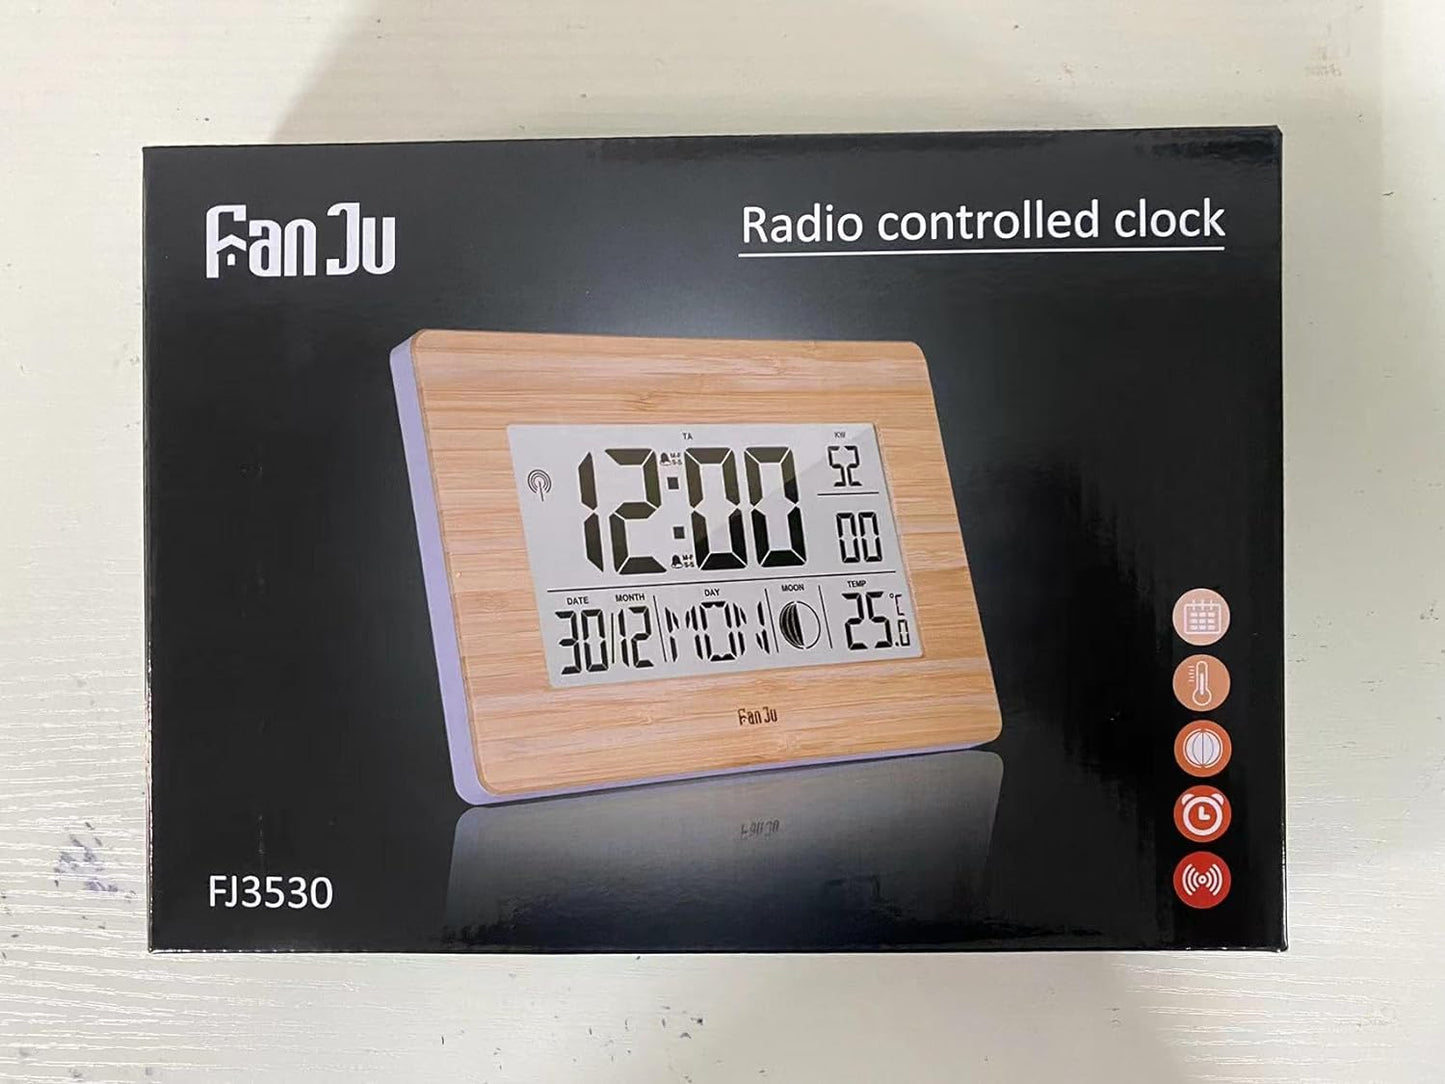 FanJu
Radio controlled clock
TA
KW
12:00
M-F
S-S
52
M-F
S-S
00
DATE MONTH DAY MOON TEMP
30/12 MON 25.0 °C
FanJu
FJ3530